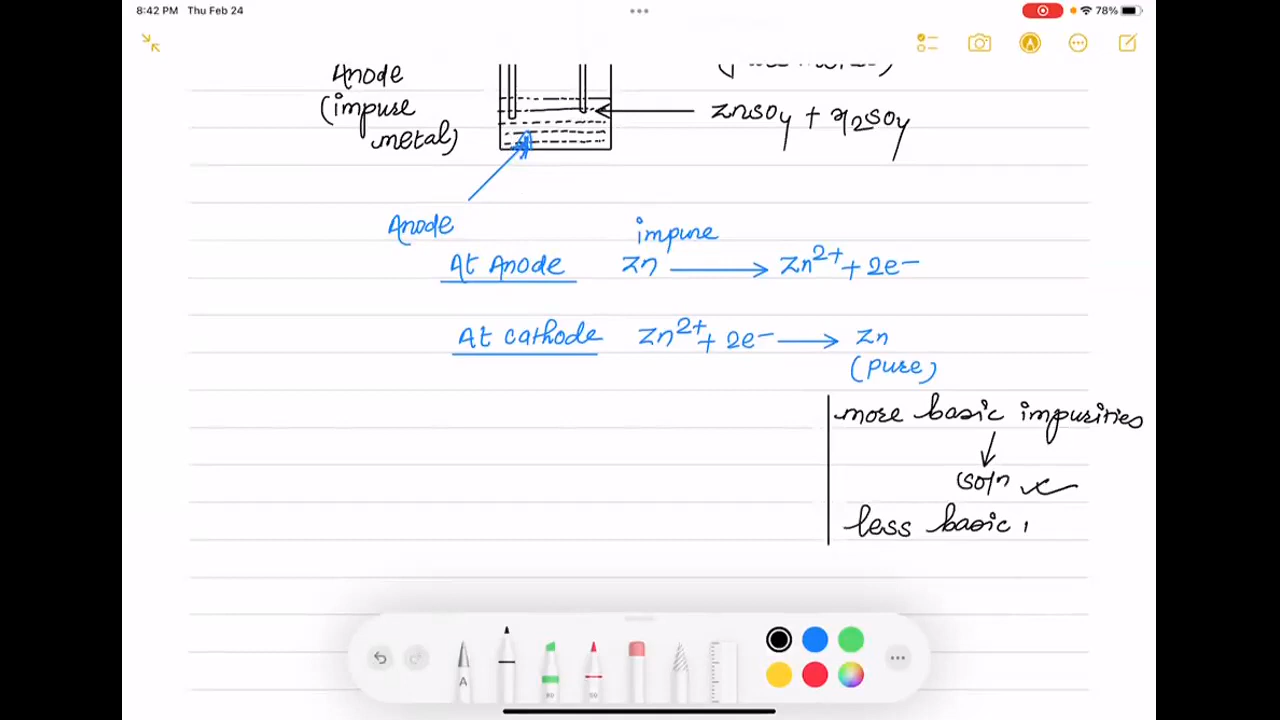 8:42 PM Thu Feb 24
78%
Anode
(impure
metal)
ZnSO4 + H2SO4
Anode
impure
At Anode Zn → Zn2+ + 2e−
At cathode Zn2+ + 2e− → Zn
(pure)
more basic impurities
↓
soln ✓
less basic